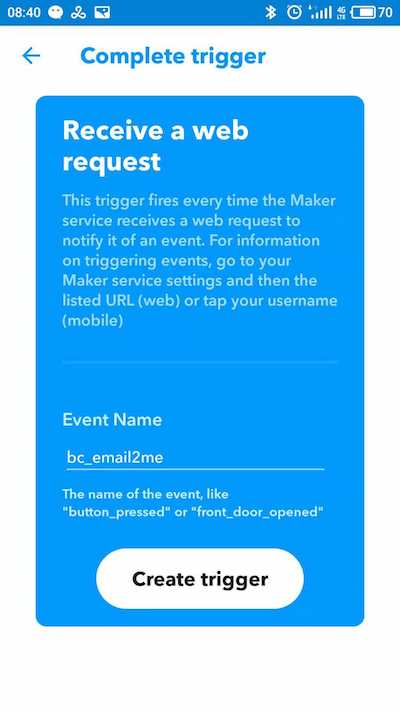 08:40 4G LTE 70
Complete trigger
Receive a web
request
This trigger fires every time the Maker
service receives a web request to
notify it of an event. For information
on triggering events, go to your
Maker service settings and then the
listed URL (web) or tap your username
(mobile)
Event Name
bc_email2me
The name of the event, like
"button_pressed" or "front_door_opened"
Create trigger